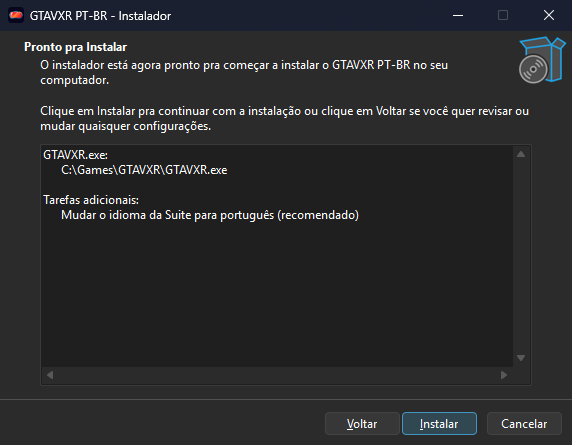 GTAVXR PT-BR - Instalador
Pronto pra Instalar
O instalador está agora pronto pra começar a instalar o GTAVXR PT-BR no seu
computador.
Clique em Instalar pra continuar com a instalação ou clique em Voltar se você quer revisar ou
mudar quaisquer configurações.
GTAVXR.exe:
C:\Games\GTAVXR\GTAVXR.exe
Tarefas adicionais:
Mudar o idioma da Suite para português (recomendado)
Voltar Instalar Cancelar